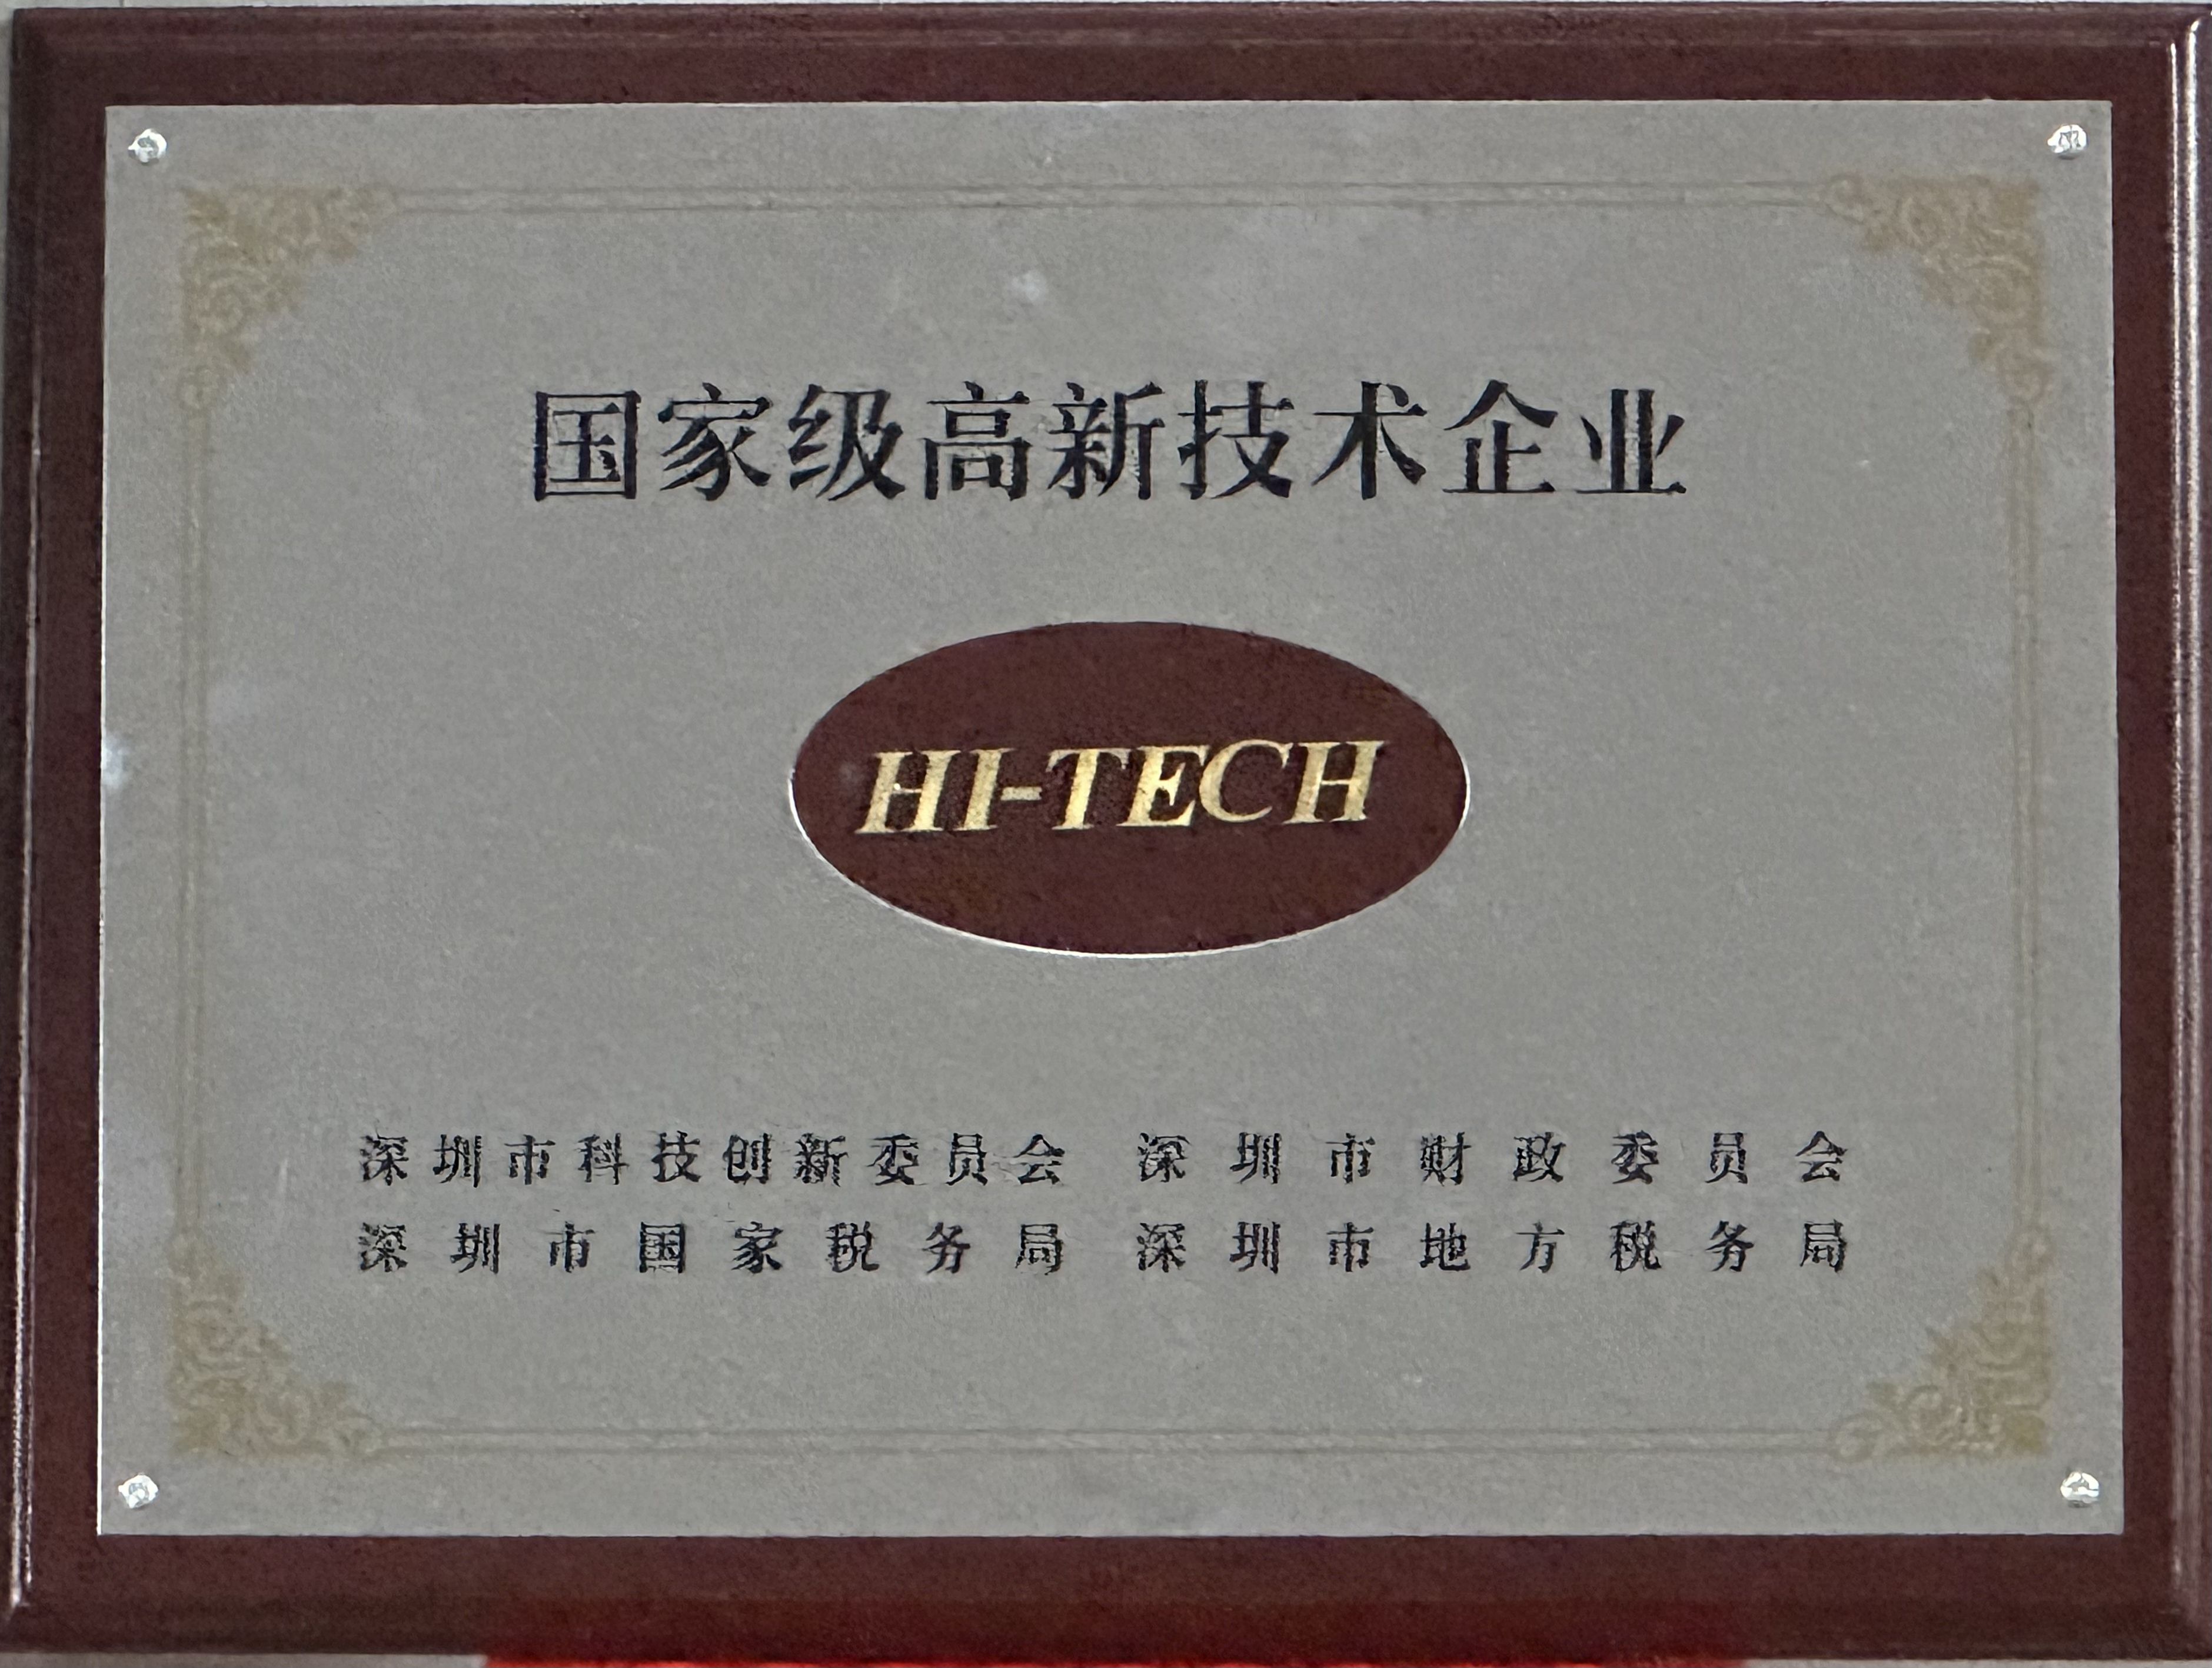 国家级高新技术企业
HI-TECH
深圳市科技创新委员会 深圳市财政委员会
深圳市国家税务局 深圳市地方税务局